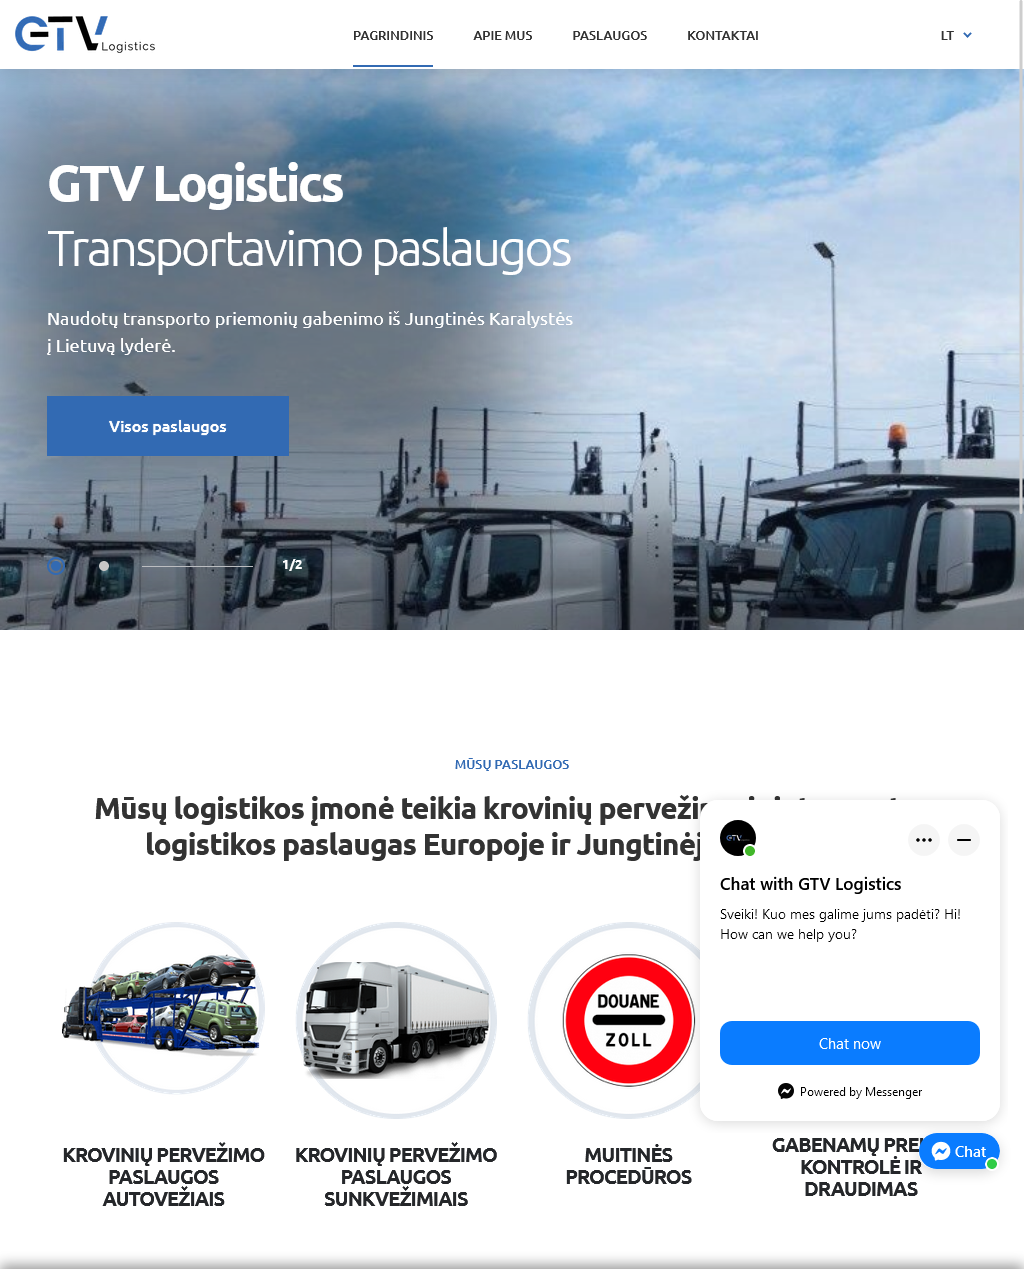 GTV Logistics
PAGRINDINIS
APIE MUS
PASLAUGOS
KONTAKTAI
LT
GTV Logistics
Transportavimo paslaugos
Naudotų transporto priemonių gabenimo iš Jungtinės Karalystės
į Lietuvą lyderė.
Visos paslaugos
1/2
MŪSŲ PASLAUGOS
Mūsų logistikos įmonė teikia krovinių
logistikos paslaugas Europoje ir
Chat with GTV Logistics
Sveiki! Kuo mes galime jums padėti? Hi!
How can we help you?
Chat now
Powered by Messenger
Chat
DOUANE
ZOLL
KROVINIŲ PERVEŽIMO
PASLAUGOS
AUTOVEŽIAIS
KROVINIŲ PERVEŽIMO
PASLAUGOS
SUNKVEŽIMIAIS
MUITINĖS
PROCEDŪROS
GABENAMŲ
KONTROLĖ IR
DRAUDIMAS